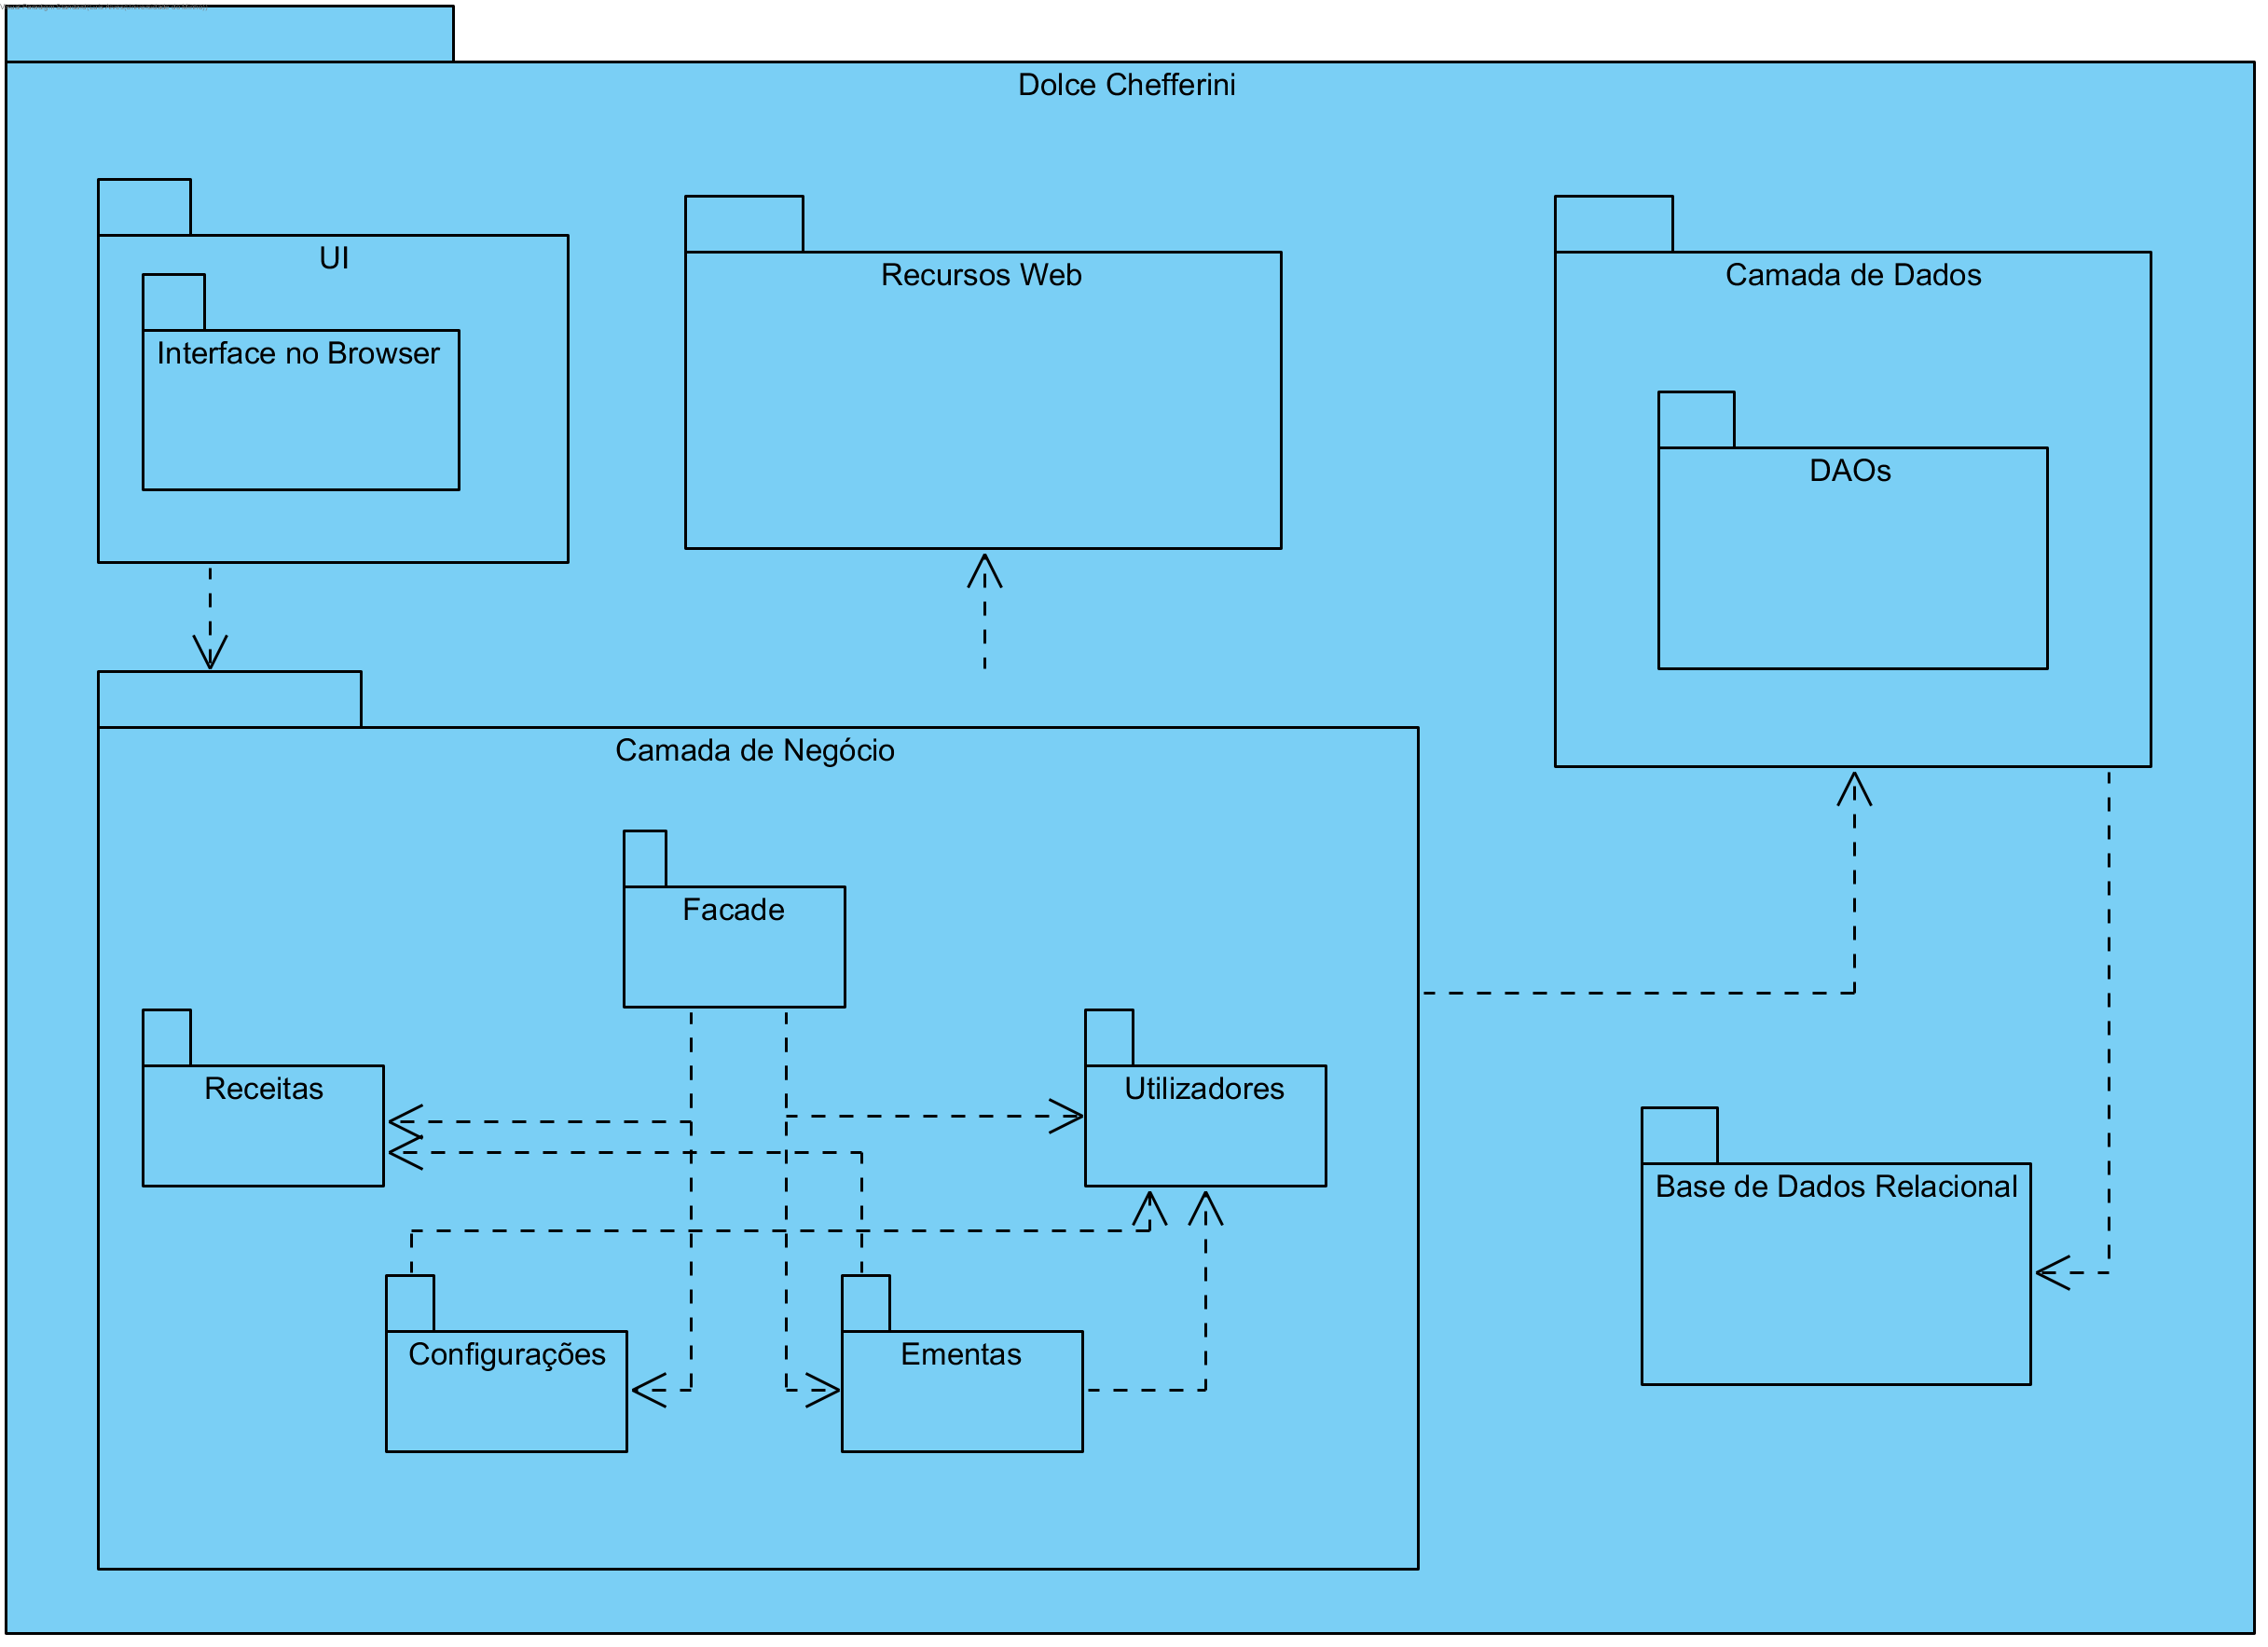 Dolce Chefferini
UI
Interface no Browser
Recursos Web
Camada de Dados
DAOs
Camada de Negócio
Facade
Receitas
Utilizadores
Configurações
Ementas
Base de Dados Relacional